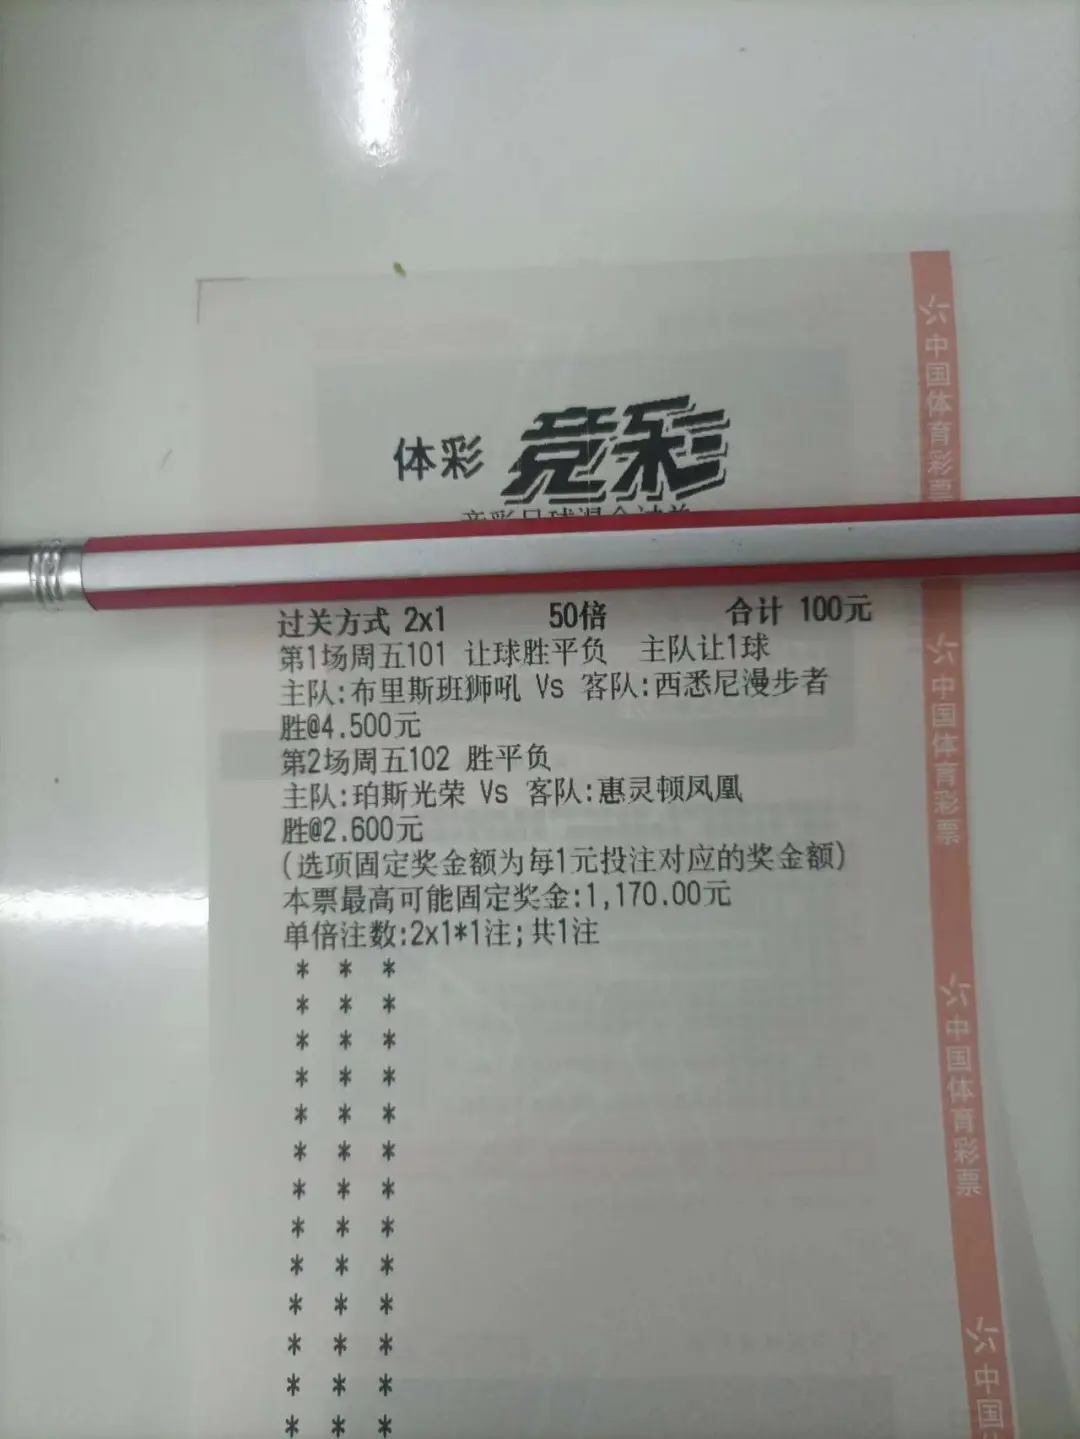 体彩 竞彩
过关方式 2x1 50倍 合计 100元
第1场周五101 让球胜平负 主队让1球
主队:布里斯班狮吼 Vs 客队:西悉尼漫步者
胜@4.500元
第2场周五102 胜平负
主队:珀斯光荣 Vs 客队:惠灵顿凤凰
胜@2.600元
(选项固定奖金额为每1元投注对应的奖金额)
本票最高可能固定奖金:1,170.00元
单倍注数:2x1*1注;共1注
* * *
* * *
* * *
* * *
* * *
* * *
* * *
* * *
* * *
* * *
* * *
* * *
* * *
中国体育彩票
中国体育彩票
中国体育彩票
中国